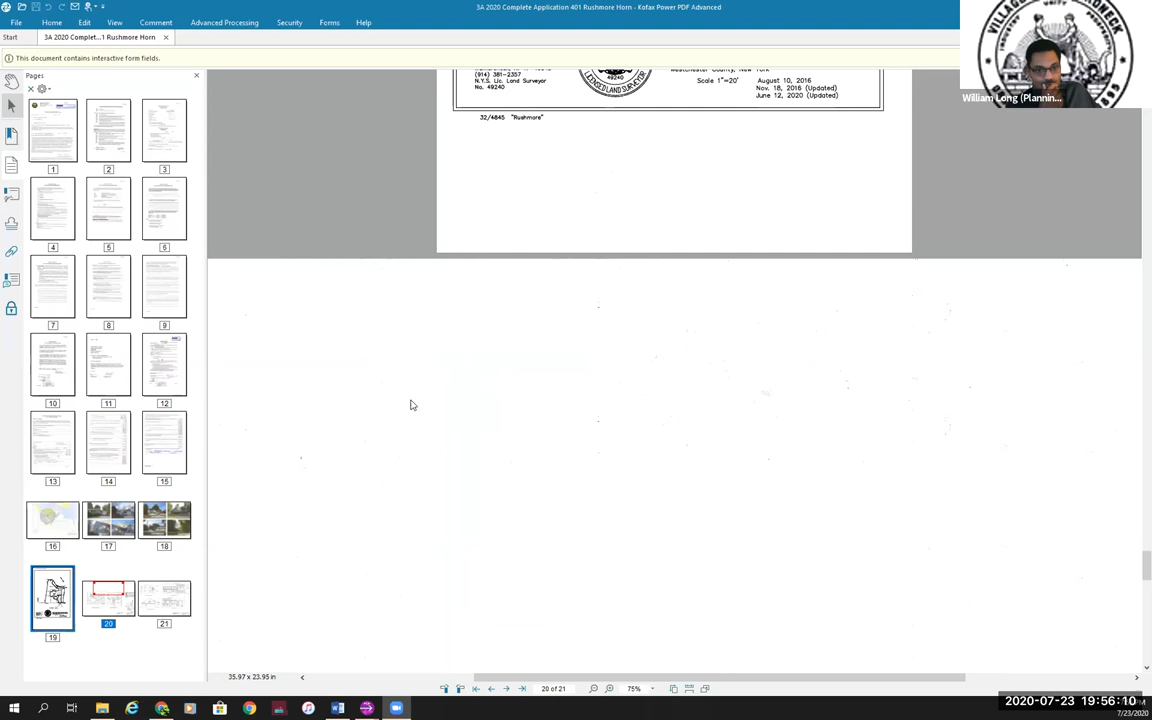 3A 2020 Complete Application 401 Rushmore Horn - Kofax Power PDF Advanced
File
Home
Edit
View
Comment
Advanced Processing
Security
Forms
Help
Start
3A 2020 Complet...1 Rushmore Horn
This document contains interactive form fields.
Pages
1
2
3
4
5
6
7
8
9
10
11
12
13
14
15
16
17
18
19
20
21
(914) 381-2357
N.Y.S. Lic. Land Surveyor
No. 49240
49240
LICENSED LAND SURVEYOR
Westchester County, New York
Scale 1"=20'
August 10, 2016
Nov. 18, 2016 (Updated)
June 12, 2020 (Updated)
32/4845 "Rushmore"
William Long (Plannin...
35.97 x 23.95 in
20 of 21
75%
2020-07-23 19:56:10
7/23/2020